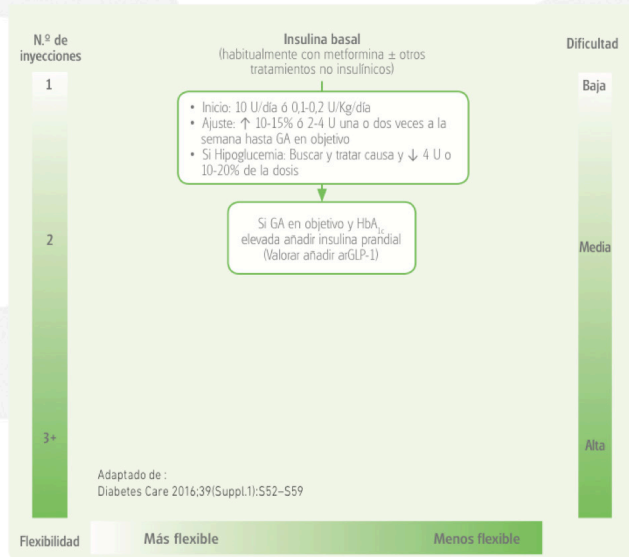 N.º de
inyecciones
Insulina basal
(habitualmente con metformina ± otros
tratamientos no insulínicos)
Dificultad
1
Baja
• Inicio: 10 U/día ó 0,1-0,2 U/Kg/día
• Ajuste: ↑ 10-15% ó 2-4 U una o dos veces a la
semana hasta GA en objetivo
• Si Hipoglucemia: Buscar y tratar causa y ↓ 4 U o
10-20% de la dosis
Si GA en objetivo y HbA1c
elevada añadir insulina prandial
(Valorar añadir arGLP-1)
2
Media
3+
Alta
Adaptado de :
Diabetes Care 2016;39(Suppl.1):S52–S59
Flexibilidad
Más flexible
Menos flexible